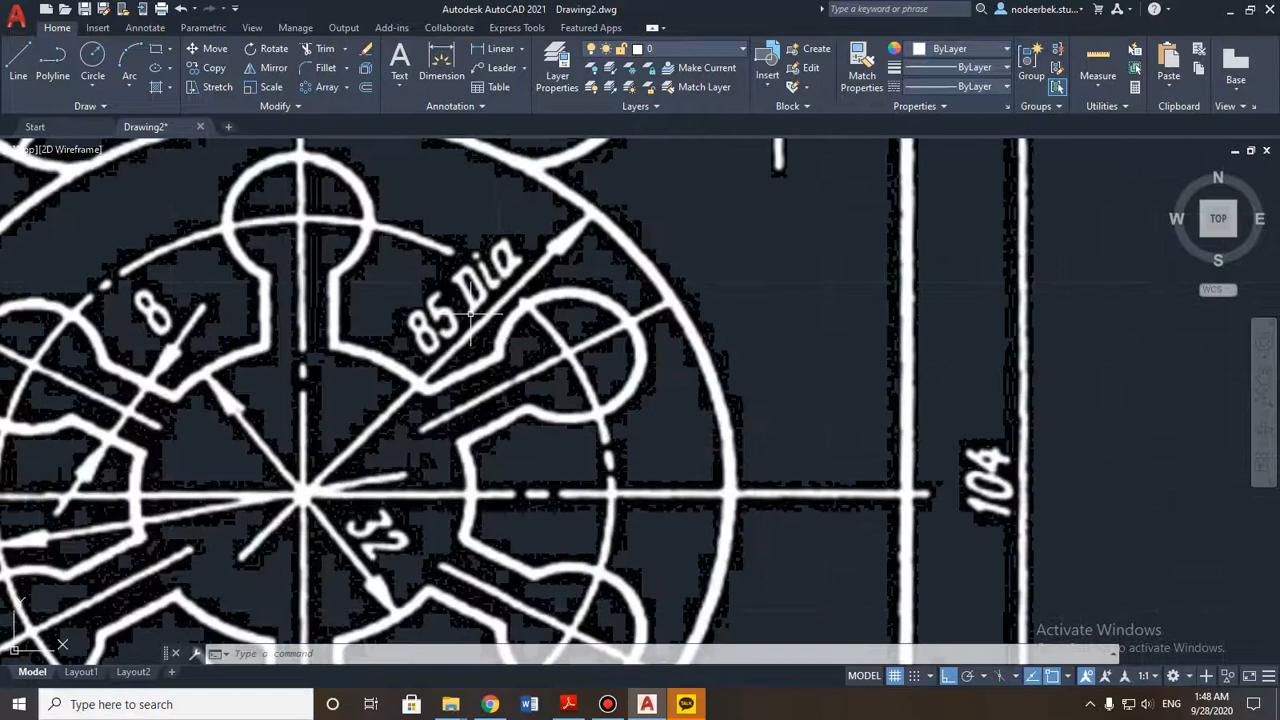 Autodesk AutoCAD 2021 Drawing2.dwg
Type a keyword or phrase
nodeerbek.stu...
Home Insert Annotate Parametric View Manage Output Add-ins Collaborate Express Tools Featured Apps
Line Polyline Circle Arc
Move Rotate Trim
Copy Mirror Fillet
Stretch Scale Array
Text Dimension
Linear
Leader
Table
Layer Properties
0
Make Current
Match Layer
Insert
Create
Edit
Match Properties
ByLayer
ByLayer
ByLayer
Group
Measure
Paste
Base
Draw Modify Annotation Layers Block Properties Groups Utilities Clipboard View
Start Drawing2*
[2D Wireframe]
N
W TOP E
S
WCS
85 Dia
8
104
32
Y
X
Activate Windows
to activate Windows.
Type a command
Model Layout1 Layout2
MODEL
1:1
Type here to search
W
A
TALK
1:48 AM
9/28/2020